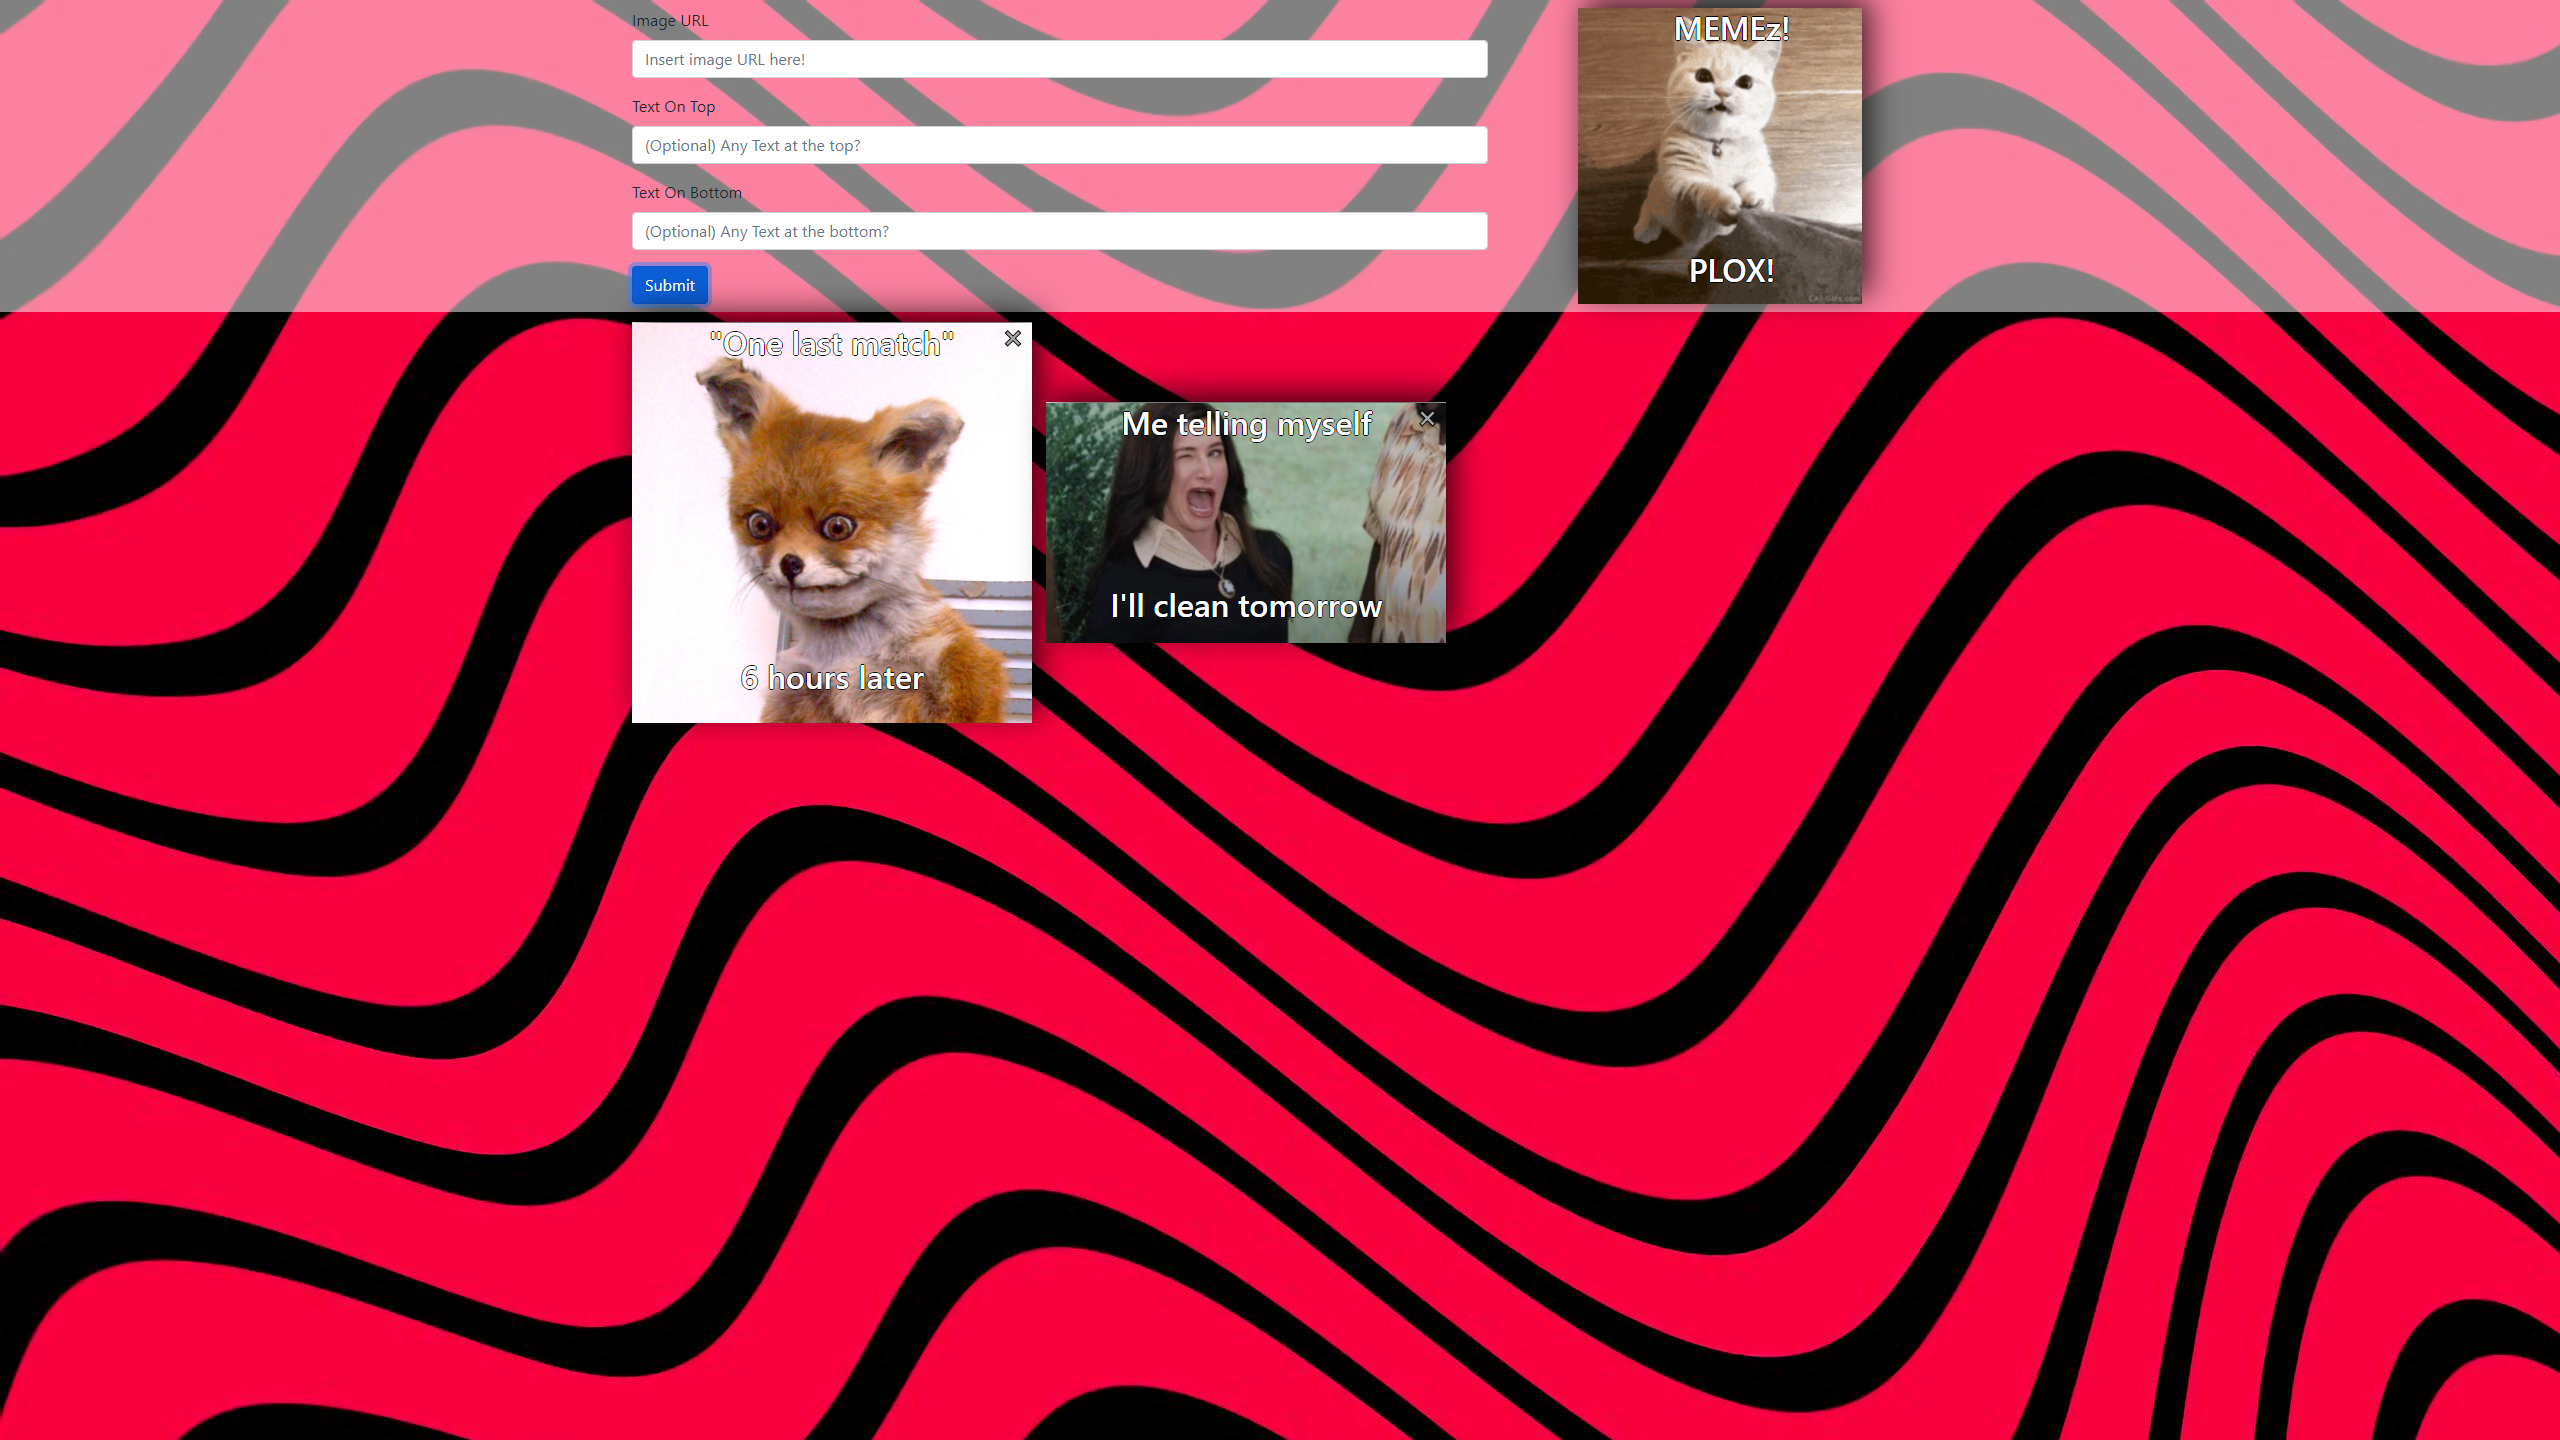 Image URL
Insert image URL here!
Text On Top
(Optional) Any Text at the top?
Text On Bottom
(Optional) Any Text at the bottom?
Submit
MEMEz!
PLOX!
"One last match"
6 hours later
Me telling myself
I'll clean tomorrow